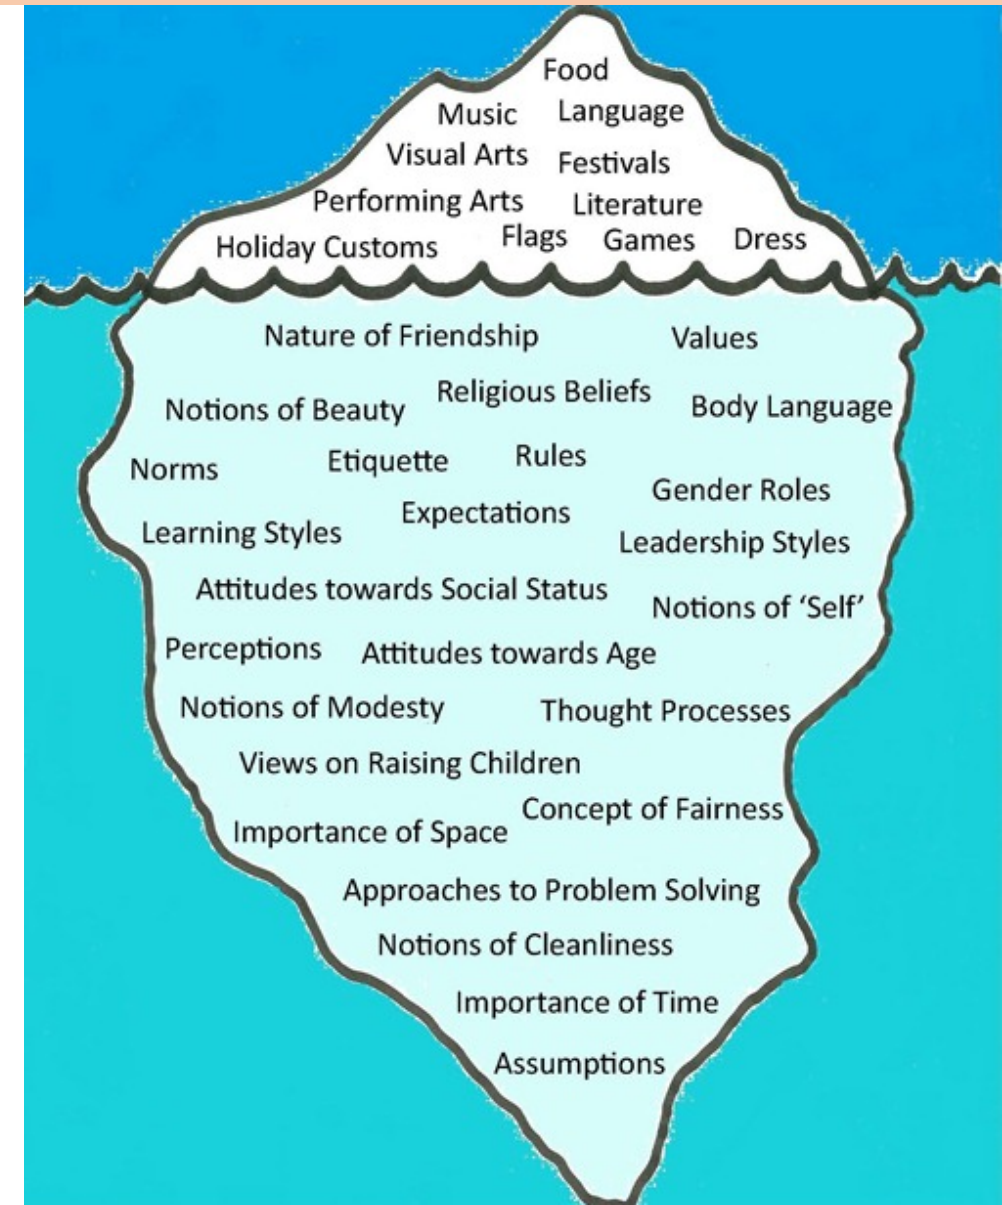 Food
Music Language
Visual Arts Festivals
Performing Arts Literature
Holiday Customs Flags Games Dress
Nature of Friendship Values
Notions of Beauty Religious Beliefs Body Language
Norms Etiquette Rules
Gender Roles
Learning Styles Expectations
Leadership Styles
Attitudes towards Social Status
Notions of ‘Self’
Perceptions Attitudes towards Age
Notions of Modesty Thought Processes
Views on Raising Children
Concept of Fairness
Importance of Space
Approaches to Problem Solving
Notions of Cleanliness
Importance of Time
Assumptions